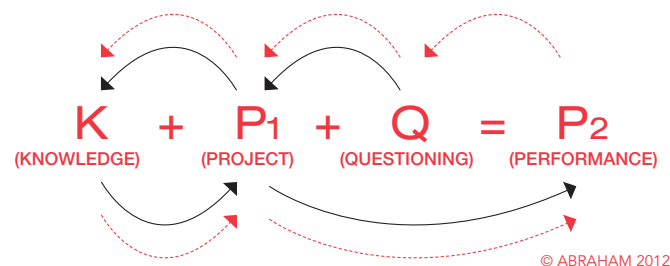 K + P1 + Q = P2
(KNOWLEDGE) (PROJECT) (QUESTIONING) (PERFORMANCE)
© ABRAHAM 2012